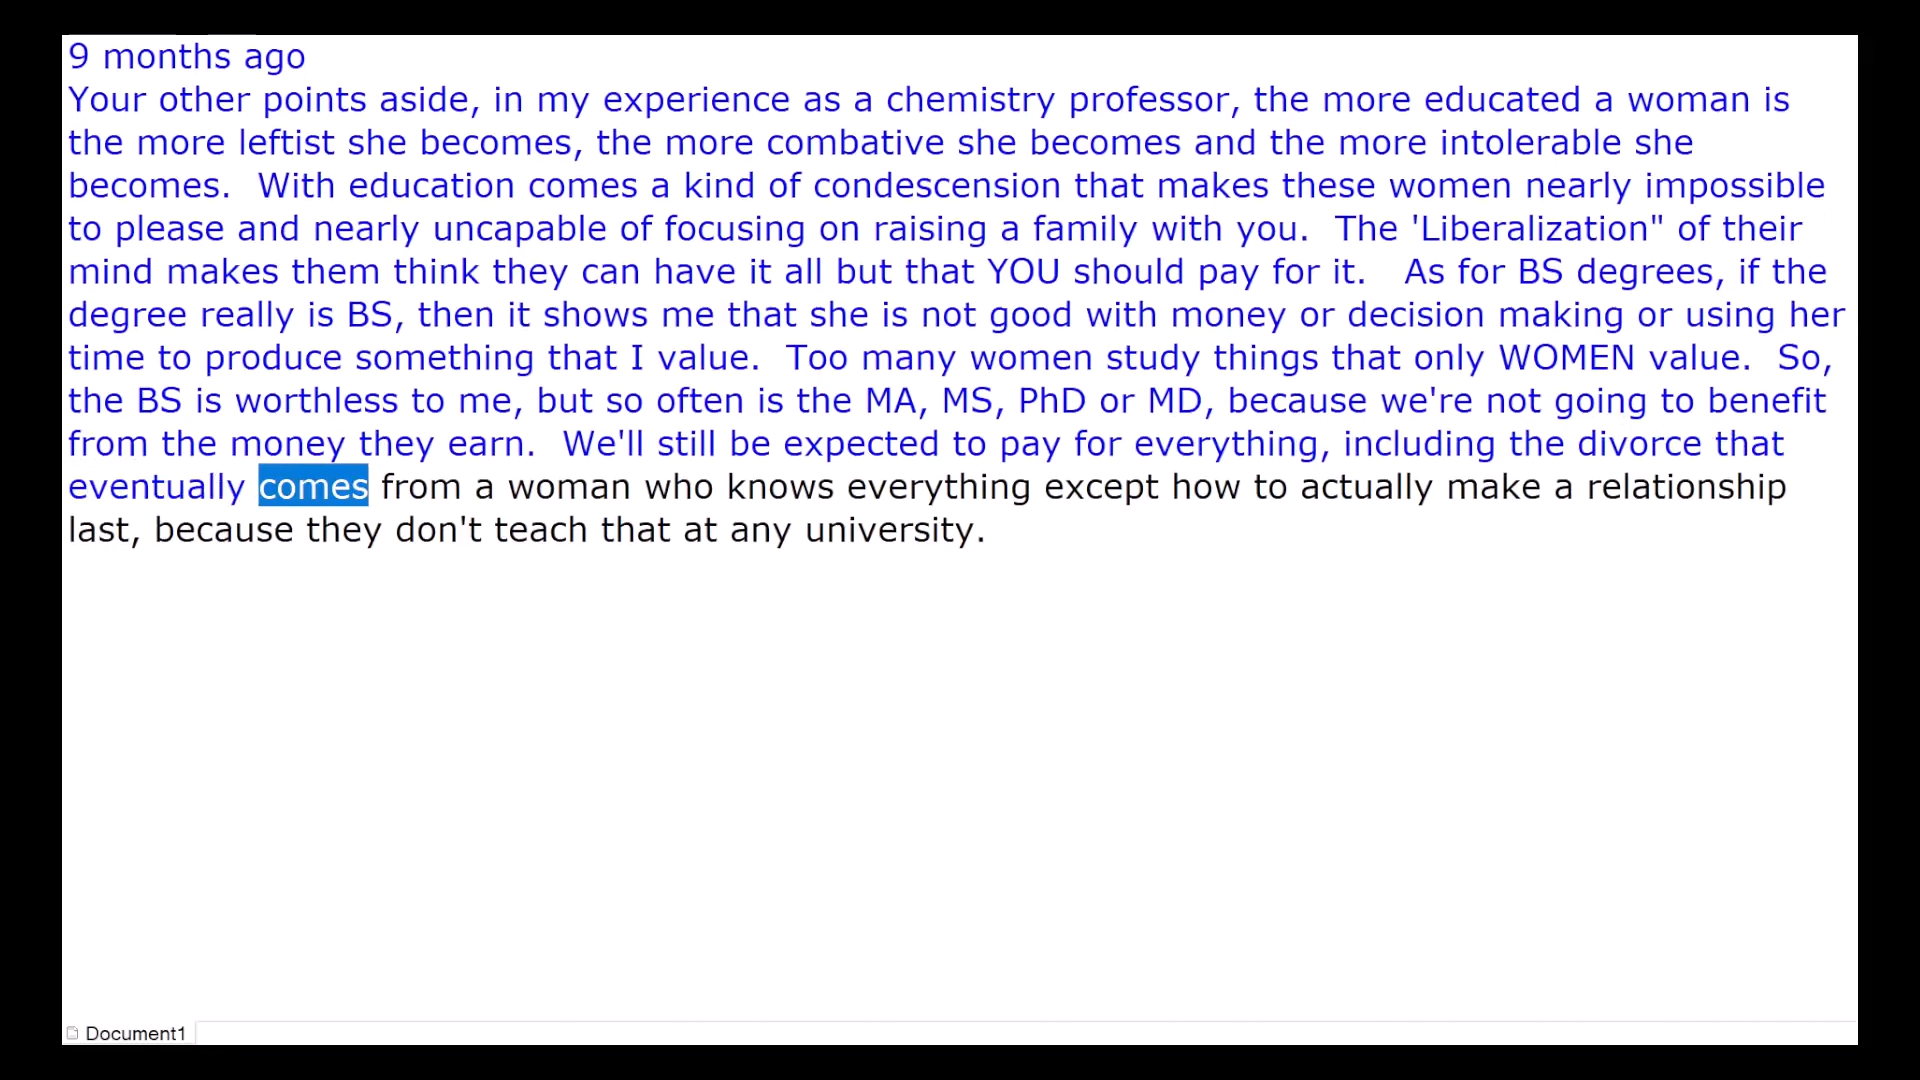 9 months ago
Your other points aside, in my experience as a chemistry professor, the more educated a woman is
the more leftist she becomes, the more combative she becomes and the more intolerable she
becomes.  With education comes a kind of condescension that makes these women nearly impossible
to please and nearly uncapable of focusing on raising a family with you.  The 'Liberalization" of their
mind makes them think they can have it all but that YOU should pay for it.   As for BS degrees, if the
degree really is BS, then it shows me that she is not good with money or decision making or using her
time to produce something that I value.  Too many women study things that only WOMEN value.  So,
the BS is worthless to me, but so often is the MA, MS, PhD or MD, because we're not going to benefit
from the money they earn.  We'll still be expected to pay for everything, including the divorce that
eventually comes from a woman who knows everything except how to actually make a relationship
last, because they don't teach that at any university.
Document1